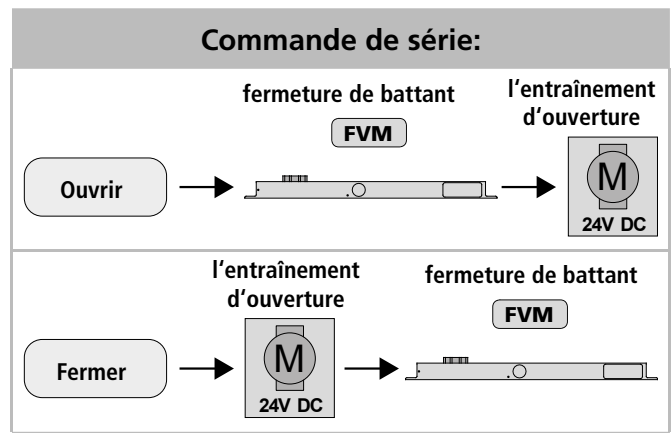 Commande de série:
fermeture de battant
FVM
l‘entraînement
d‘ouverture
Ouvrir
M
24V DC
l‘entraînement
d‘ouverture
fermeture de battant
FVM
Fermer
M
24V DC